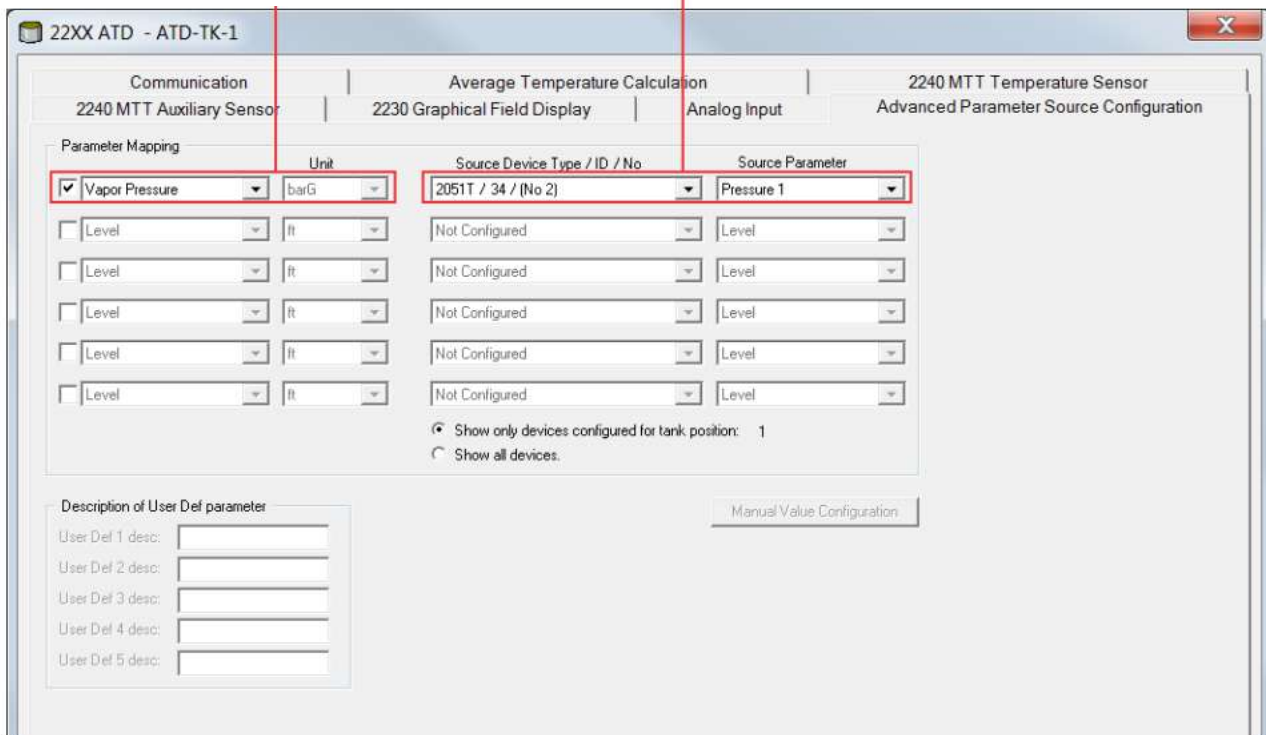 22XX ATD - ATD-TK-1
Communication Average Temperature Calculation 2240 MTT Temperature Sensor
2240 MTT Auxiliary Sensor 2230 Graphical Field Display Analog Input Advanced Parameter Source Configuration
Parameter Mapping
Unit Source Device Type / ID / No Source Parameter
Vapor Pressure barG 2051T / 34 / (No 2) Pressure 1
Level ft Not Configured Level
Level ft Not Configured Level
Level ft Not Configured Level
Level ft Not Configured Level
Level ft Not Configured Level
Show only devices configured for tank position: 1
Show all devices.
Description of User Def parameter Manual Value Configuration
User Def 1 desc:
User Def 2 desc:
User Def 3 desc:
User Def 4 desc:
User Def 5 desc: